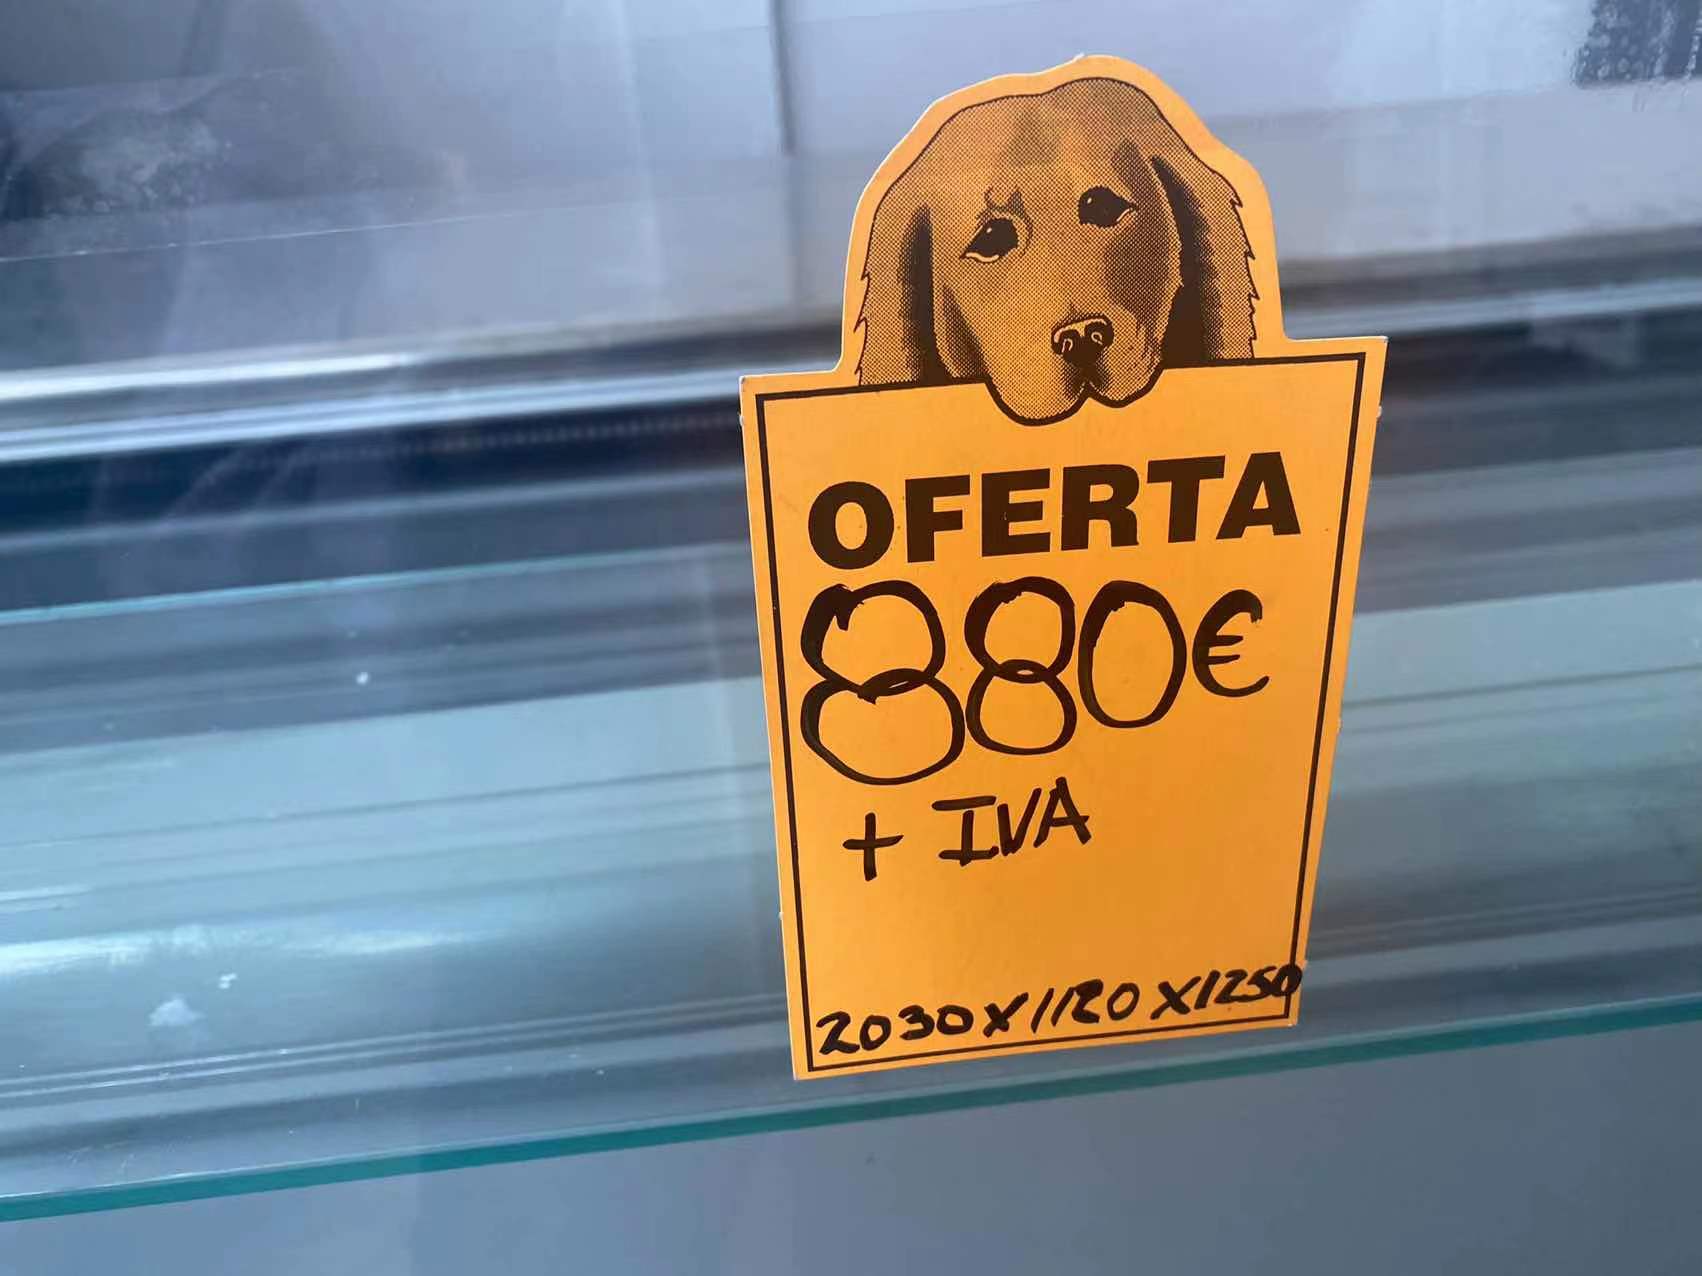 OFERTA
880€
+ IVA
2030X1120X1250